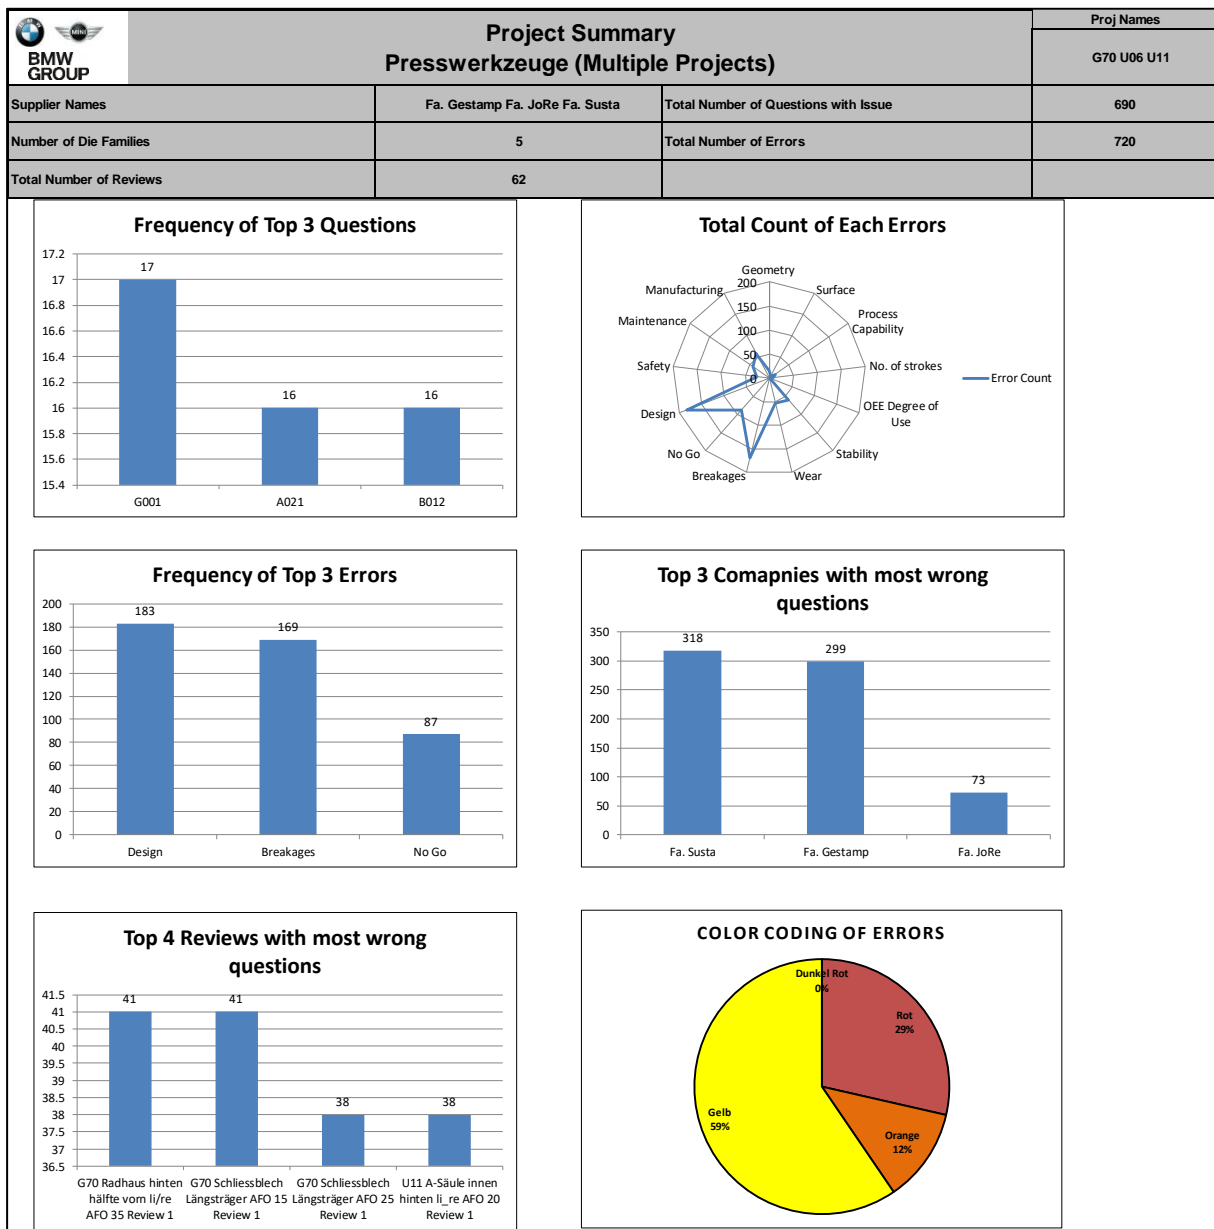 MINI
BMW
GROUP
Project Summary
Presswerkzeuge (Multiple Projects)
Proj Names
G70 U06 U11
Supplier Names
Fa. Gestamp Fa. JoRe Fa. Susta
Total Number of Questions with Issue
690
Number of Die Families
5
Total Number of Errors
720
Total Number of Reviews
62
Frequency of Top 3 Questions
17.2
17
16.8
16.6
16.4
16.2
16
15.8
15.6
15.4
17
16
16
G001
A021
B012
Total Count of Each Errors
Geometry
Surface
Process
Capability
No. of strokes
OEE Degree of
Use
Stability
Wear
Breakages
No Go
Design
Safety
Maintenance
Manufacturing
200
150
100
50
0
Error Count
Frequency of Top 3 Errors
200
180
160
140
120
100
80
60
40
20
0
183
169
87
Design
Breakages
No Go
Top 3 Comapnies with most wrong
questions
350
300
250
200
150
100
50
0
318
299
73
Fa. Susta
Fa. Gestamp
Fa. JoRe
Top 4 Reviews with most wrong
questions
41.5
41
40.5
40
39.5
39
38.5
38
37.5
37
36.5
41
41
38
38
G70 Radhaus hinten
hälfte vom li/re
AFO 35 Review 1
G70 Schliessblech
Längsträger AFO 15
Review 1
G70 Schliessblech
Längsträger AFO 25
Review 1
U11 A-Säule innen
hinten li_re AFO 20
Review 1
COLOR CODING OF ERRORS
Dunkel Rot
0%
Rot
29%
Orange
12%
Gelb
59%